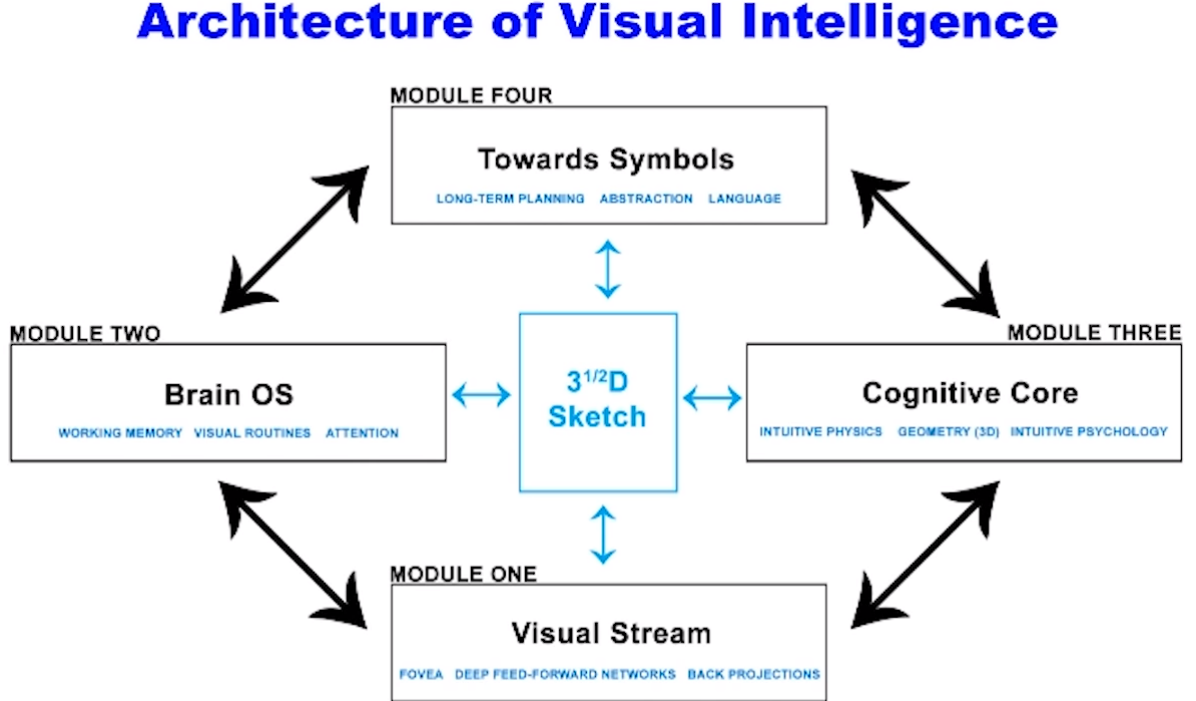 Architecture of Visual Intelligence
MODULE FOUR
Towards Symbols
LONG-TERM PLANNING ABSTRACTION LANGUAGE
MODULE TWO
Brain OS
WORKING MEMORY VISUAL ROUTINES ATTENTION
3^1/2D
Sketch
MODULE THREE
Cognitive Core
INTUITIVE PHYSICS GEOMETRY (3D) INTUITIVE PSYCHOLOGY
MODULE ONE
Visual Stream
FOVEA DEEP FEED-FORWARD NETWORKS BACK PROJECTIONS